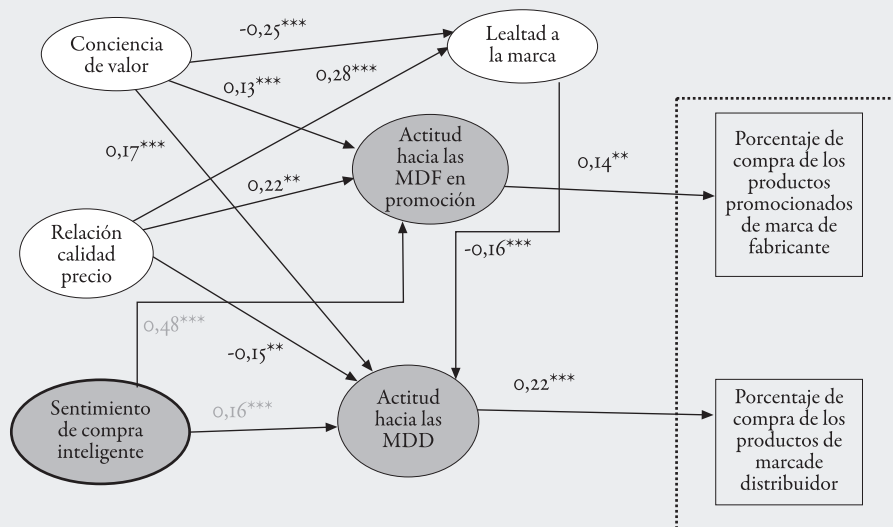 Conciencia
de valor
-0,25***
Lealtad a
la marca
0,13***
0,28***
0,17***
Actitud
hacia las
MDF en
promoción
0,14**
Porcentaje de
compra de los
productos
promocionados
de marca de
fabricante
0,22**
Relación
calidad
precio
-0,16***
0,48***
-0,15**
Sentimiento
de compra
inteligente
0,16***
Actitud
hacia las
MDD
0,22***
Porcentaje de
compra de los
productos de
marcade
distribuidor